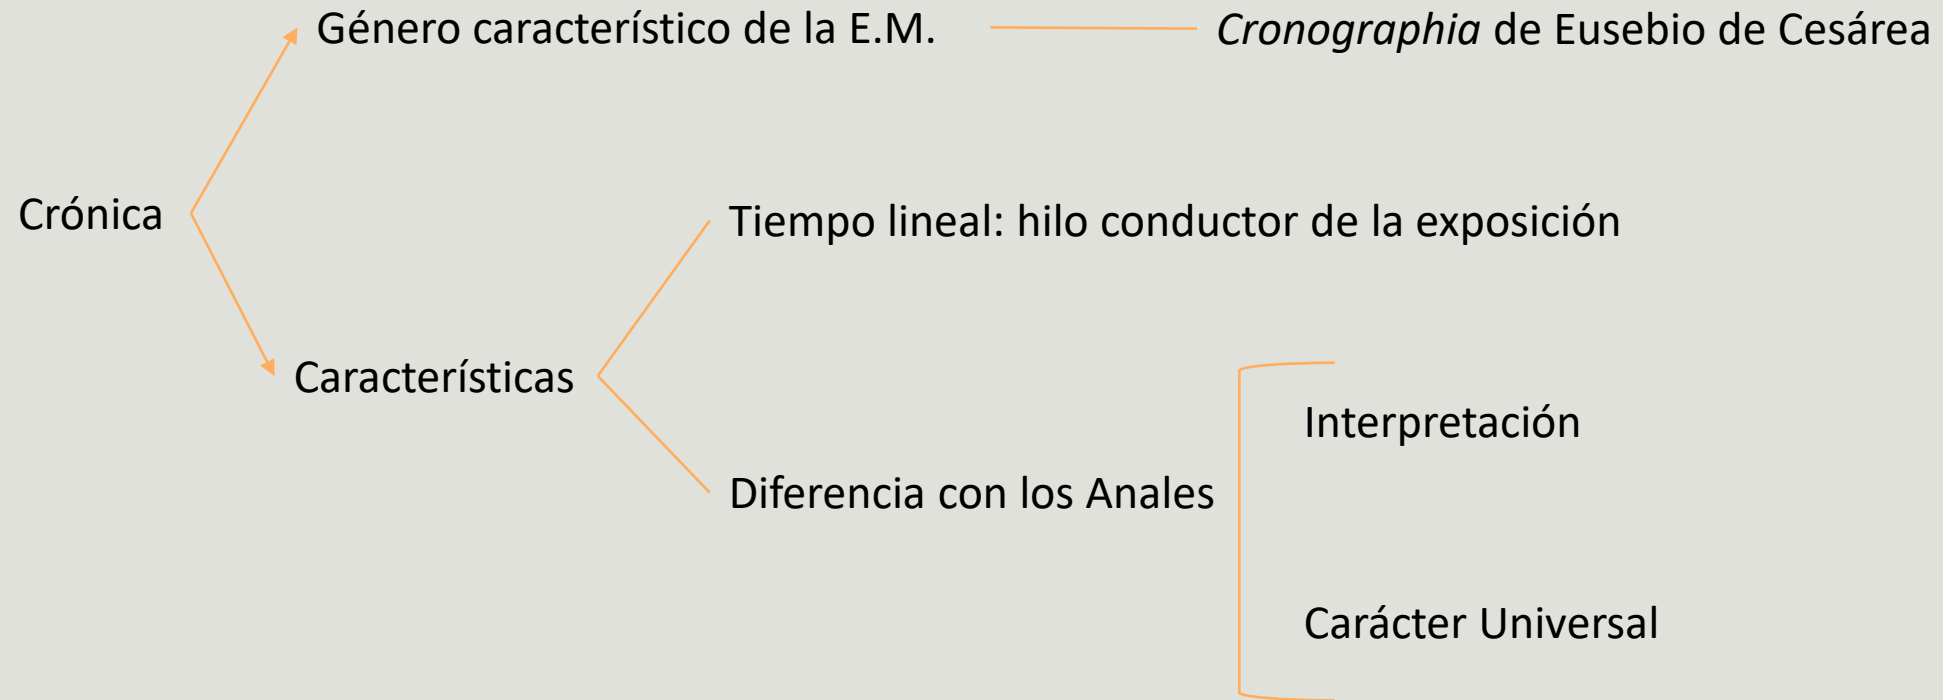 Género característico de la E.M.
Cronographia de Eusebio de Cesárea
Crónica
Tiempo lineal: hilo conductor de la exposición
Características
Interpretación
Diferencia con los Anales
Carácter Universal